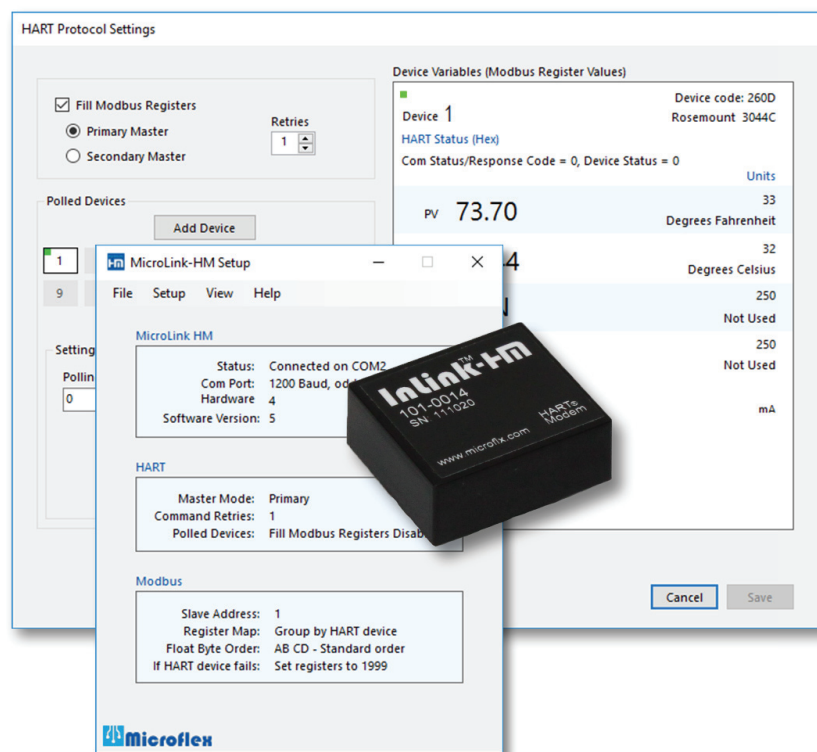 HART Protocol Settings
Fill Modbus Registers
Primary Master
Secondary Master
Retries
1
Polled Devices
Add Device
1
9
Device Variables (Modbus Register Values)
Device 1
Device code: 260D
Rosemount 3044C
HART Status (Hex)
Com Status/Response Code = 0, Device Status = 0
Units
PV 73.70
33
Degrees Fahrenheit
4
32
Degrees Celsius
250
Not Used
250
Not Used
mA
Setting
Pollin
0
Cancel
Save
MicroLink-HM Setup
File Setup View Help
MicroLink HM
Status: Connected on COM2
Com Port: 1200 Baud, od
Hardware 4
Software Version: 5
HART
Master Mode: Primary
Command Retries: 1
Polled Devices: Fill Modbus Registers Disab
Modbus
Slave Address: 1
Register Map: Group by HART device
Float Byte Order: AB CD - Standard order
If HART device fails: Set registers to 1999
Microflex
InLink-HM™
101-0014
SN 111020
HART®
Modem
www.microflx.com